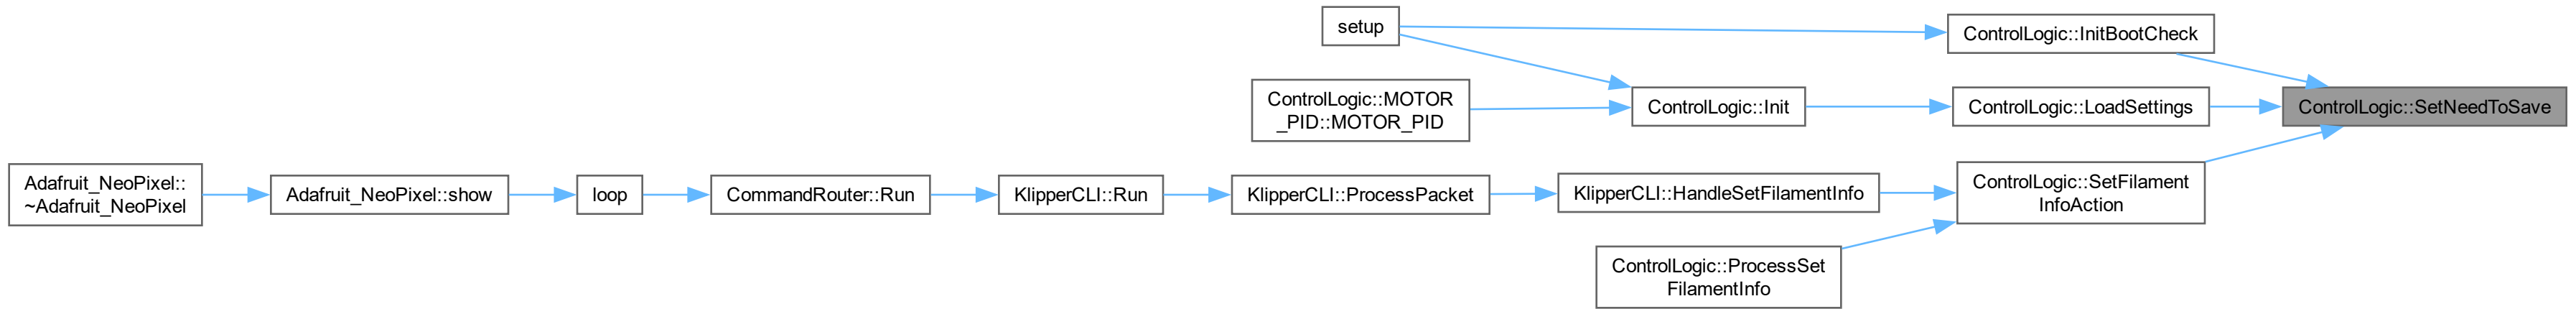 setup
ControlLogic::InitBootCheck
ControlLogic::MOTOR
_PID::MOTOR_PID
ControlLogic::Init
ControlLogic::LoadSettings
ControlLogic::SetNeedToSave
Adafruit_NeoPixel::
~Adafruit_NeoPixel
Adafruit_NeoPixel::show
loop
CommandRouter::Run
KlipperCLI::Run
KlipperCLI::ProcessPacket
KlipperCLI::HandleSetFilamentInfo
ControlLogic::SetFilament
InfoAction
ControlLogic::ProcessSet
FilamentInfo